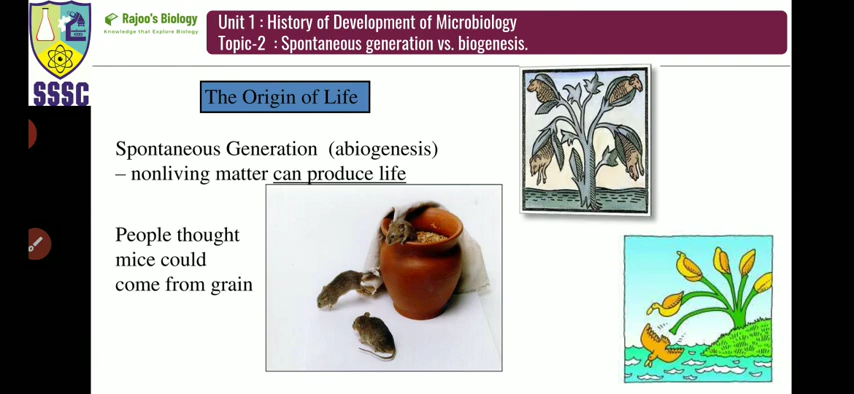 Rajoo's Biology
Knowledge that Explore Biology
SSSC
Unit 1 : History of Development of Microbiology
Topic-2 : Spontaneous generation vs. biogenesis.
The Origin of Life
Spontaneous Generation (abiogenesis)
– nonliving matter can produce life
People thought
mice could
come from grain